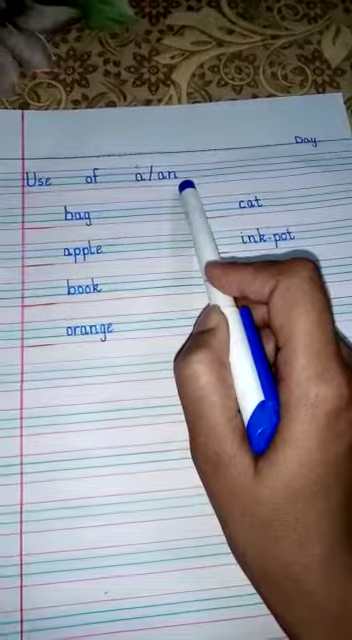 Day
Use of a/an
bag cat
apple ink-pot
book
orange